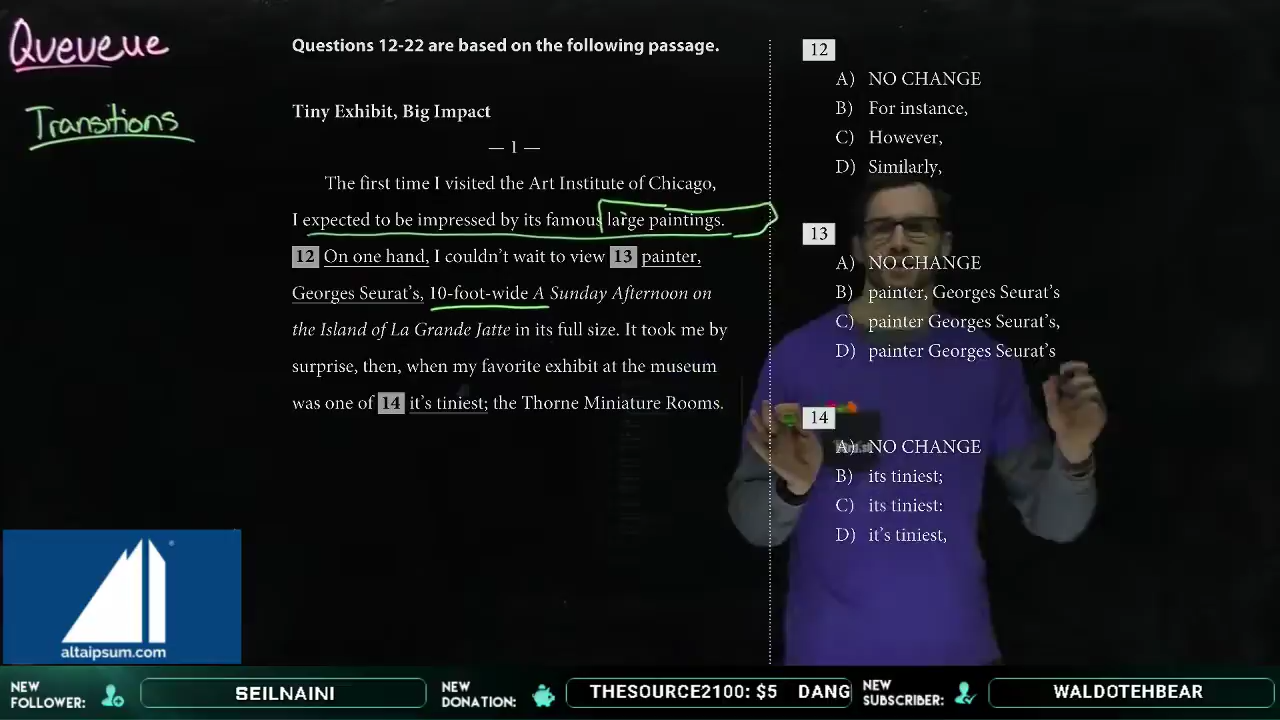 Queueue
Transitions
Questions 12-22 are based on the following passage.
Tiny Exhibit, Big Impact
— 1 —
The first time I visited the Art Institute of Chicago,
I expected to be impressed by its famous large paintings.
12 On one hand, I couldn't wait to view 13 painter,
Georges Seurat's, 10-foot-wide A Sunday Afternoon on
the Island of La Grande Jatte in its full size. It took me by
surprise, then, when my favorite exhibit at the museum
was one of 14 it's tiniest; the Thorne Miniature Rooms.
12
A) NO CHANGE
B) For instance,
C) However,
D) Similarly,
13
A) NO CHANGE
B) painter, Georges Seurat's
C) painter Georges Seurat's,
D) painter Georges Seurat's
14
A) NO CHANGE
B) its tiniest;
C) its tiniest:
D) it's tiniest,
altaipsum.com
NEW FOLLOWER: SEILNAINI
NEW DONATION: THESOURCE2100: $5 DANG
NEW SUBSCRIBER: WALDOTEHBEAR